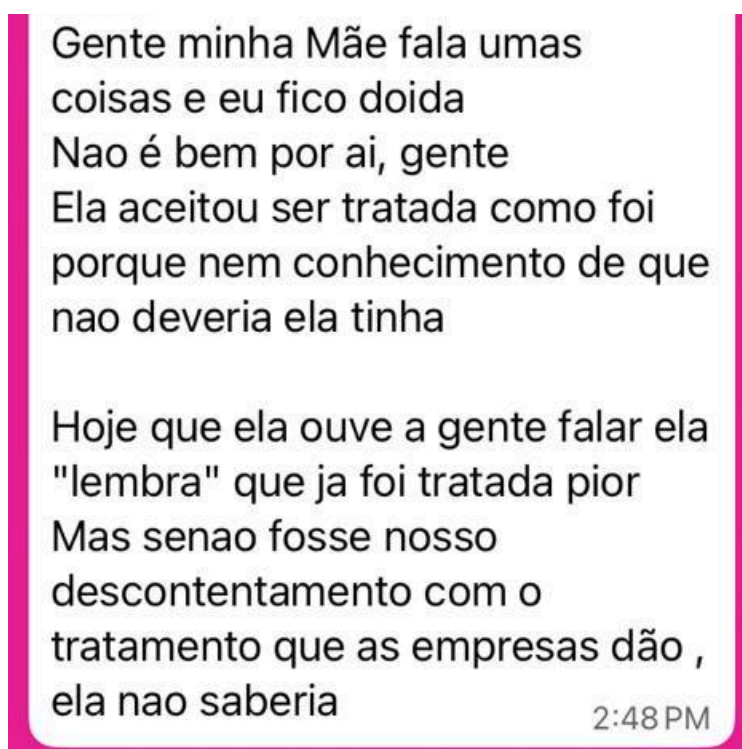 Gente minha Mãe fala umas
coisas e eu fico doida
Nao é bem por ai, gente
Ela aceitou ser tratada como foi
porque nem conhecimento de que
nao deveria ela tinha
Hoje que ela ouve a gente falar ela
"lembra" que ja foi tratada pior
Mas senao fosse nosso
descontentamento com o
tratamento que as empresas dão ,
ela nao saberia
2:48 PM